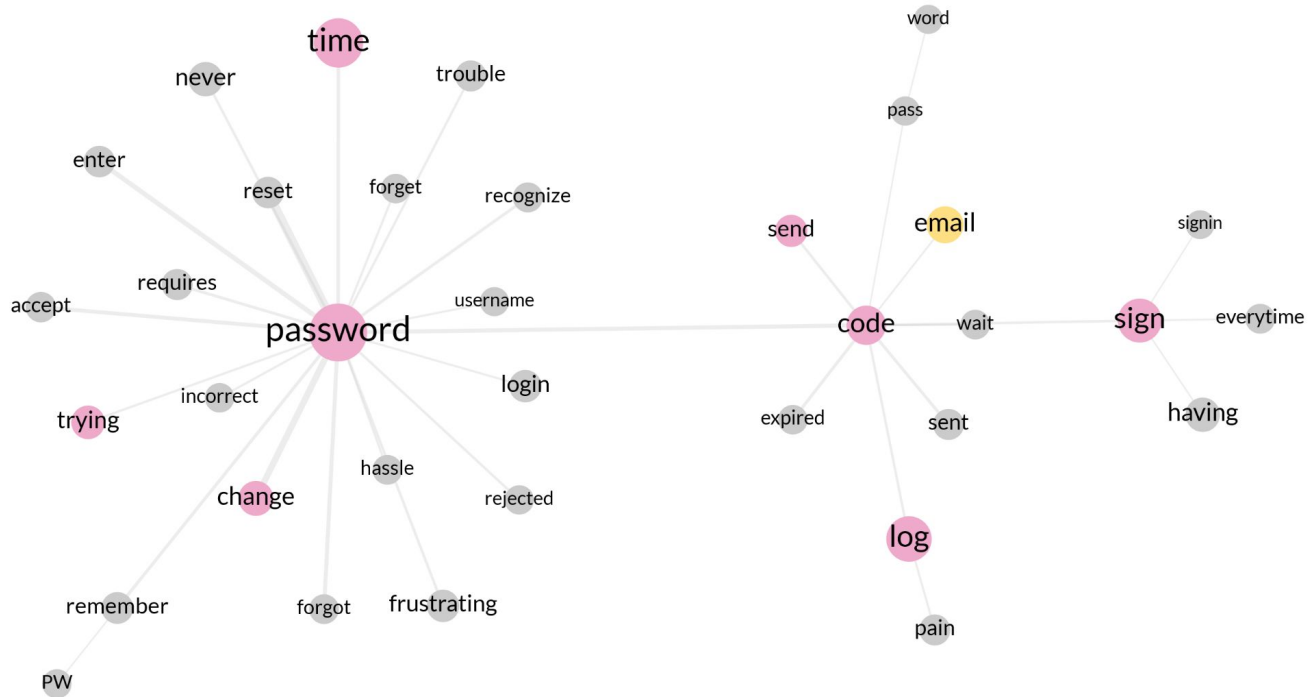 word
time
never
trouble
pass
enter
reset
forget
recognize
send
email
signin
requires
accept
username
password
code
wait
sign
everytime
login
incorrect
trying
expired
sent
having
hassle
change
rejected
log
remember
forgot
frustrating
pain
PW